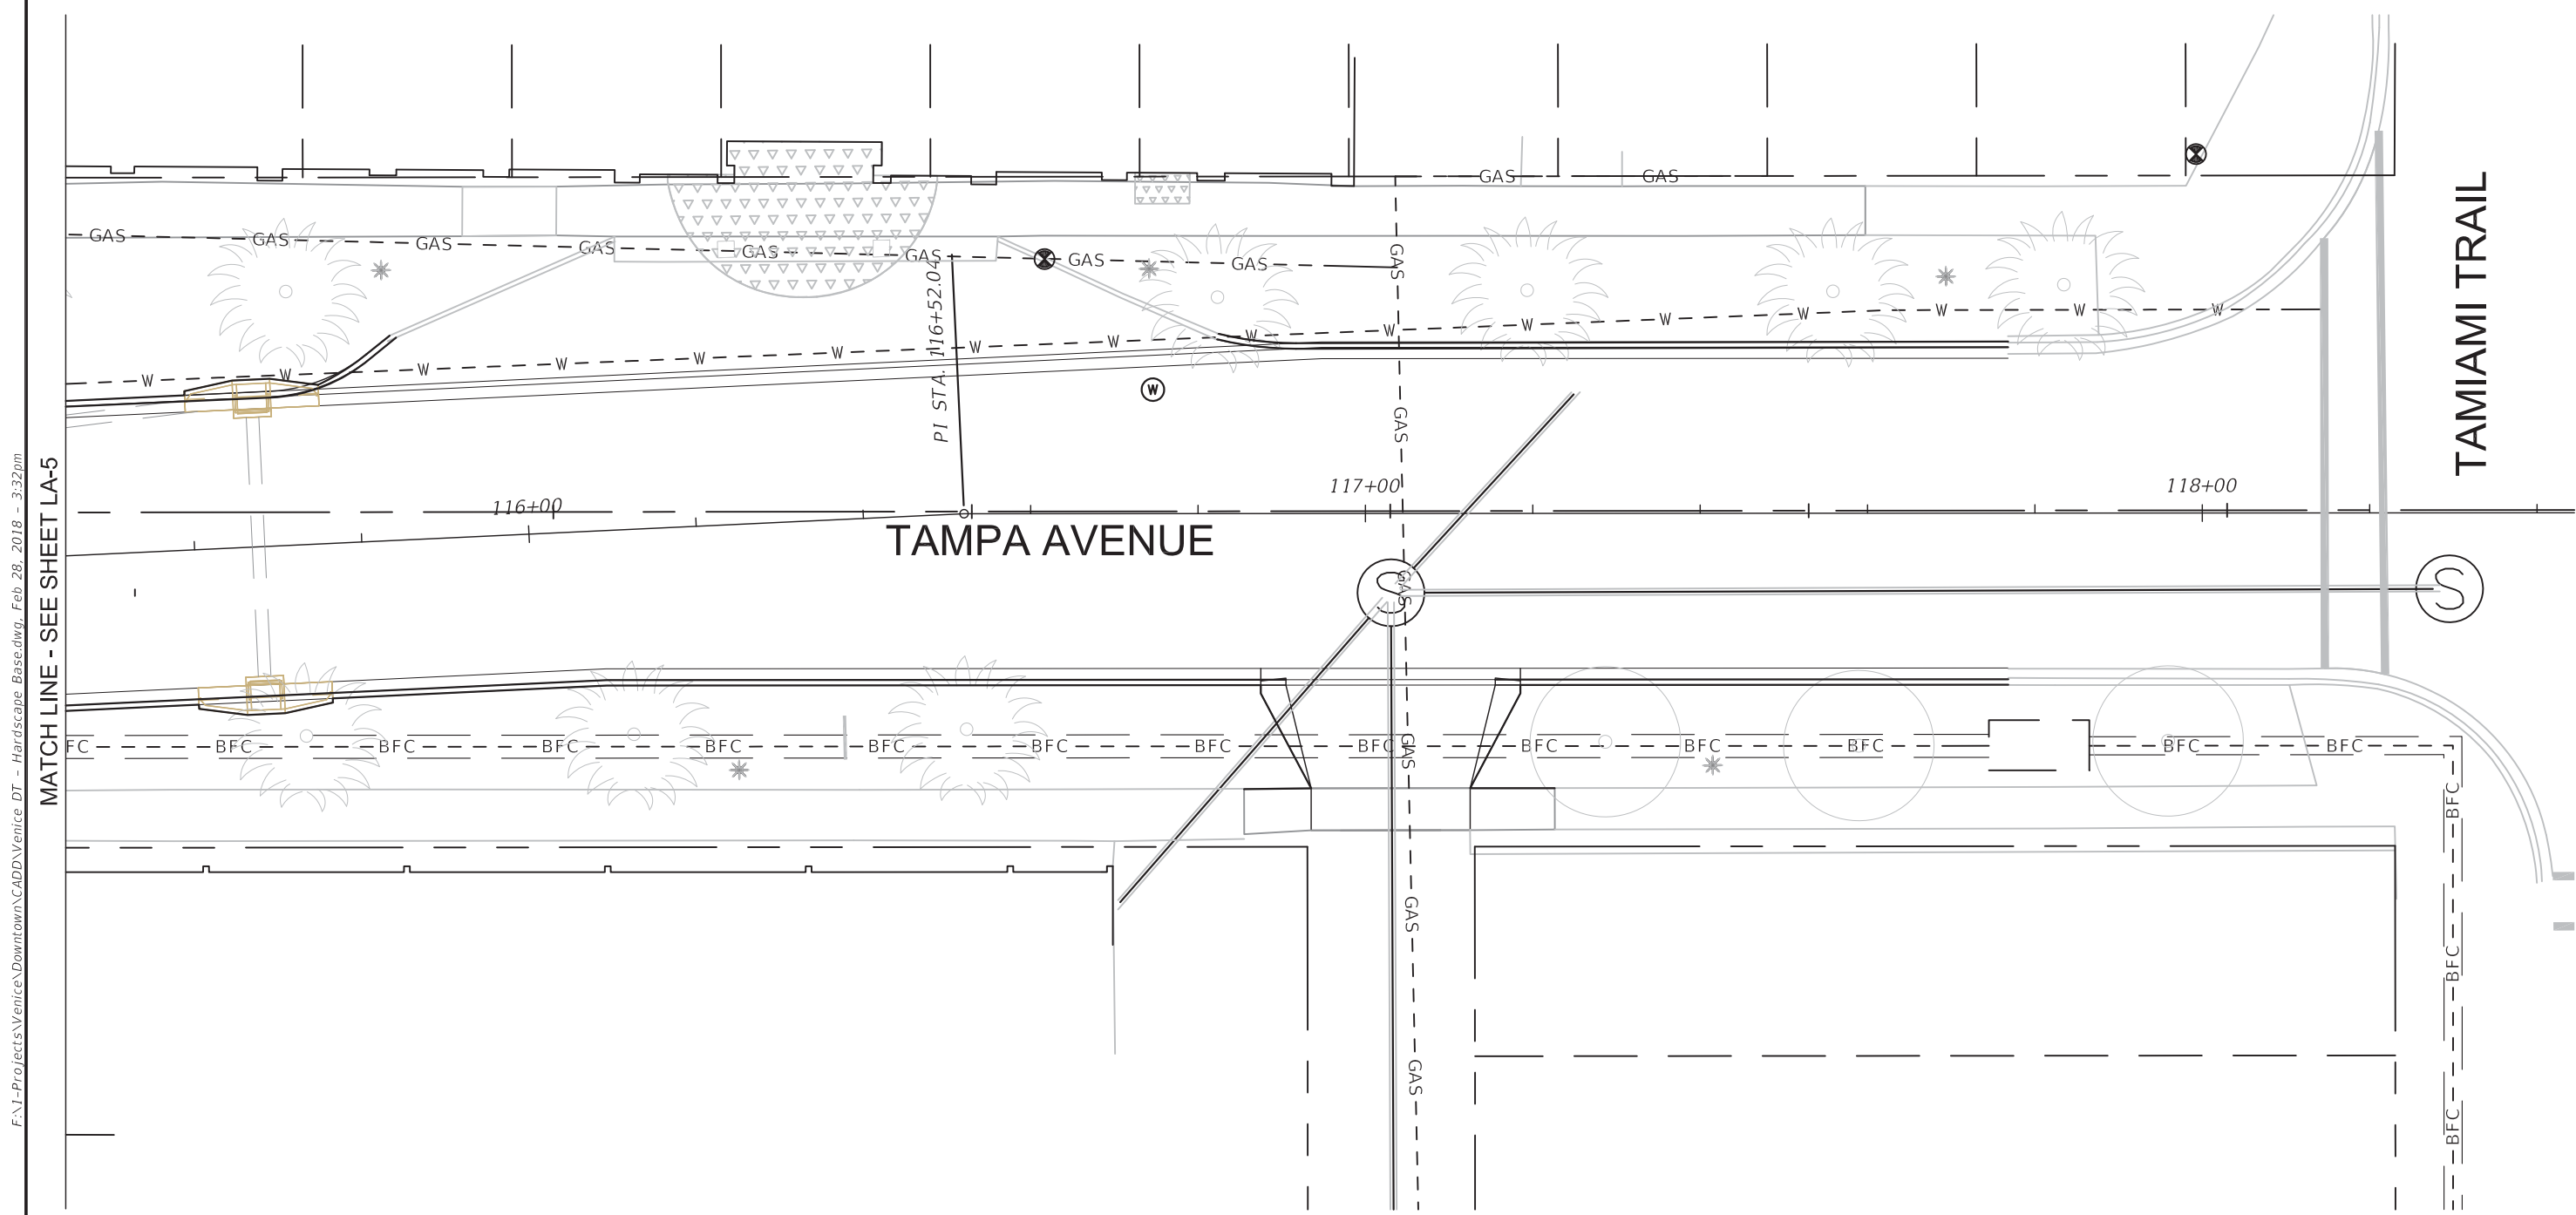 GAS GAS
TAMIAMI TRAIL
GAS GAS GAS GAS GAS GAS GAS GAS
GAS
W W W W W W W W W W W W W W W W
W
PI STA. 116+52.04
GAS
116+00 117+00 118+00
TAMPA AVENUE
S S
GAS
MATCH LINE - SEE SHEET LA-5
F:\1-Projects\Venice\Downtown\CADD\Venice DT - Hardscape Base.dwg, Feb 28, 2018 - 3:32pm
FC BFC BFC BFC BFC BFC BFC BFC BFC BFC BFC BFC BFC BFC
GAS
BFC
GAS
BFC
GAS
BFC